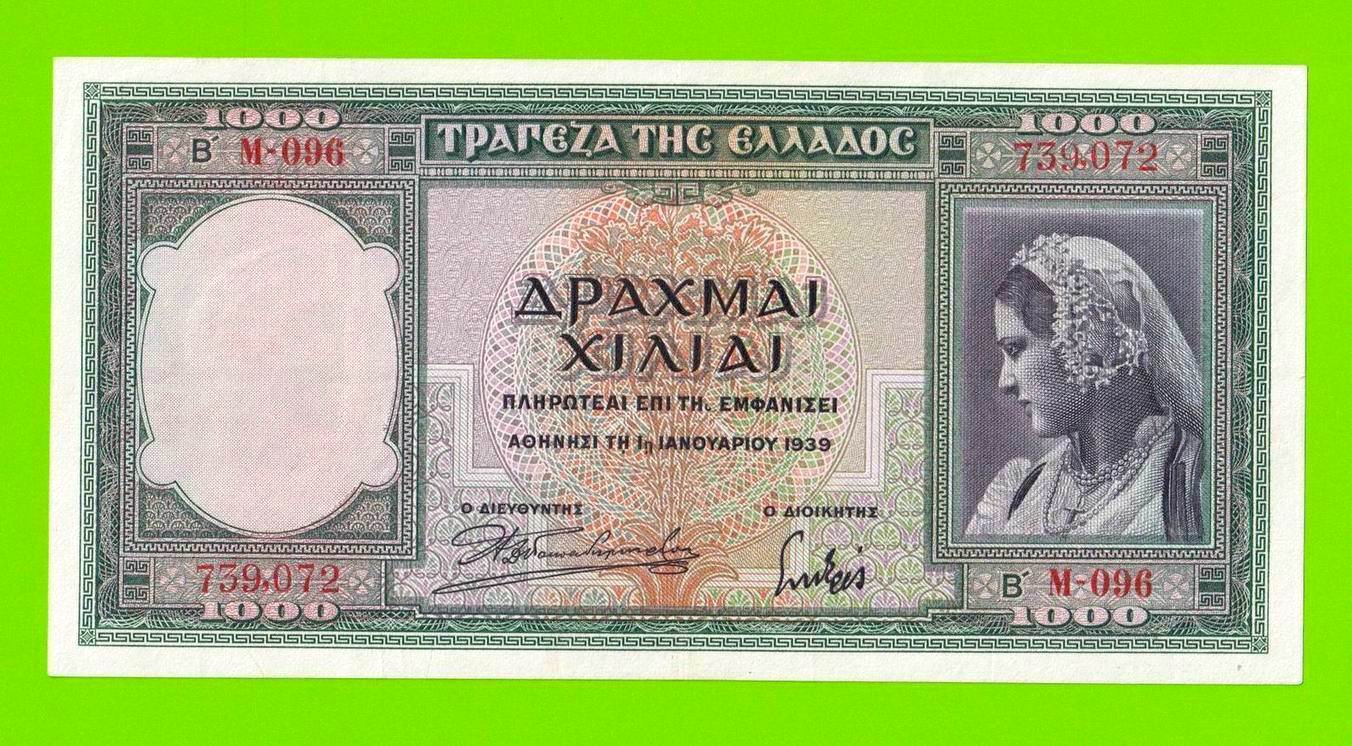 1000 1000
Β΄ Μ-096 ΤΡΑΠΕΖΑ ΤΗΣ ΕΛΛΑΔΟΣ 739,072
ΔΡΑΧΜΑΙ
ΧΙΛΙΑΙ
ΠΛΗΡΩΤΕΑΙ ΕΠΙ ΤΗͺ ΕΜΦΑΝΙΣΕΙ
ΑΘΗΝΗΣΙ ΤΗ 1η ΙΑΝΟΥΑΡΙΟΥ 1939
Ο ΔΙΕΥΘΥΝΤΗΣ Ο ΔΙΟΙΚΗΤΗΣ
739,072 Β΄ Μ-096
1000 1000